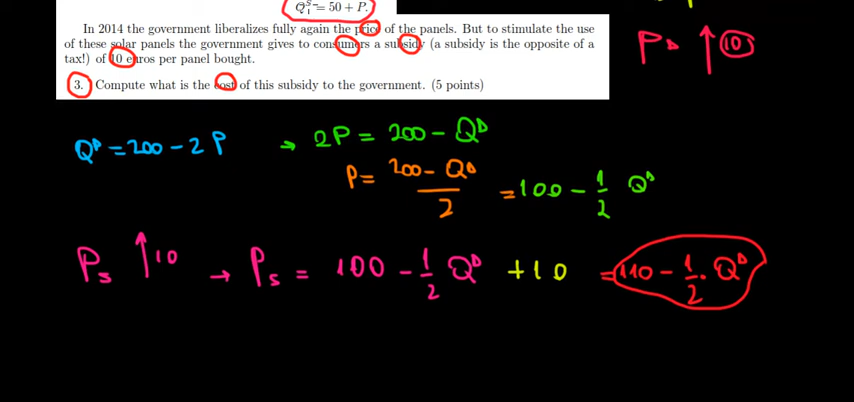 Q₁ˢ = 50 + P.
In 2014 the government liberalizes fully again the price of the panels. But to stimulate the use
of these solar panels the government gives to consumers a subsidy (a subsidy is the opposite of a
tax!) of 10 euros per panel bought.
3. Compute what is the cost of this subsidy to the government. (5 points)
P_D ↑ 10
Qᴰ = 200 - 2P → 2P = 200 - Qᴰ
P = (200 - Qᴰ)/2 = 100 - 1/2 Qᴰ
P_s ↑ 10 → P_s = 100 - 1/2 Qᴰ + 10 = 110 - 1/2 · Qᴰ